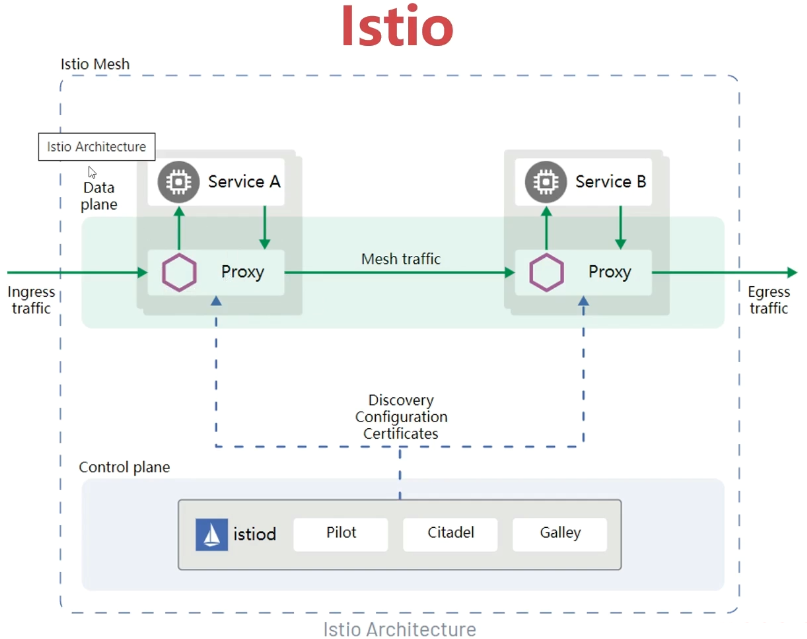 Istio
Istio Mesh
Istio Architecture
Data
plane
Service A
Service B
Proxy
Mesh traffic
Proxy
Ingress
traffic
Egress
traffic
Discovery
Configuration
Certificates
Control plane
istiod
Pilot
Citadel
Galley
Istio Architecture